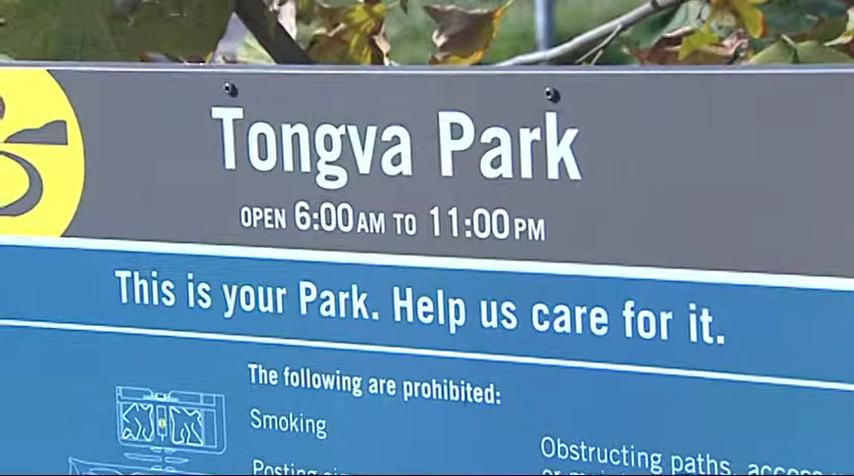 Tongva Park
OPEN 6:00AM TO 11:00PM
This is your Park. Help us care for it.
The following are prohibited:
Smoking
Posting
Obstructing paths,